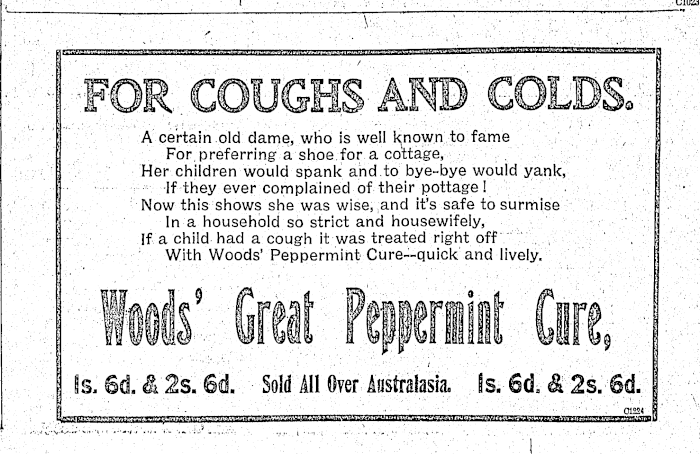 C1023
FOR COUGHS AND COLDS.
A certain old dame, who is well known to fame
For preferring a shoe for a cottage,
Her children would spank and to bye-bye would yank,
If they ever complained of their pottage!
Now this shows she was wise, and it's safe to surmise
In a household so strict and housewifely,
If a child had a cough it was treated right off
With Woods' Peppermint Cure--quick and lively.
Woods' Great Peppermint Cure,
1s. 6d. & 2s. 6d. Sold All Over Australasia. 1s. 6d. & 2s. 6d.
C1224